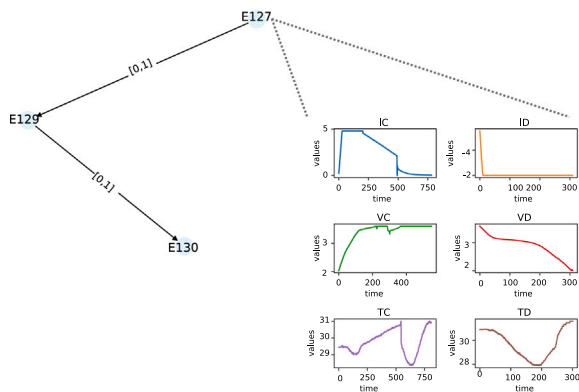 E127
[0,1]
E129
[0,1]
E130
IC
values
5
0
0
250
500
750
time
ID
values
-4
-2
0
100 200
300
time
VC
values
3
2
0
200
400
time
VD
values
3
2
0
100
200
300
time
TC
values
31
30
29
0
250
500
750
time
TD
values
30
28
0
100
200
300
time